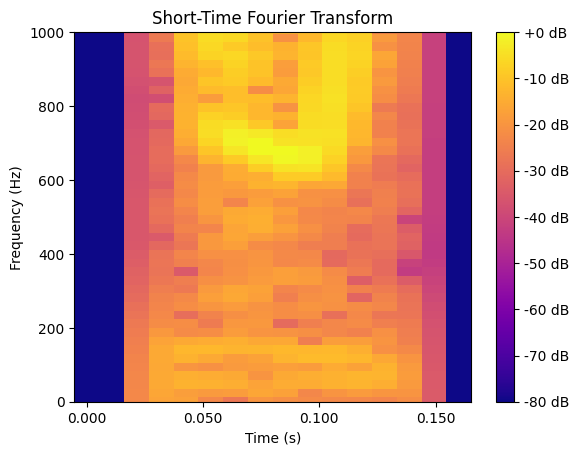 Short-Time Fourier Transform
1000
800
600
400
200
0
Frequency (Hz)
0.000
0.050
0.100
0.150
Time (s)
+0 dB
-10 dB
-20 dB
-30 dB
-40 dB
-50 dB
-60 dB
-70 dB
-80 dB